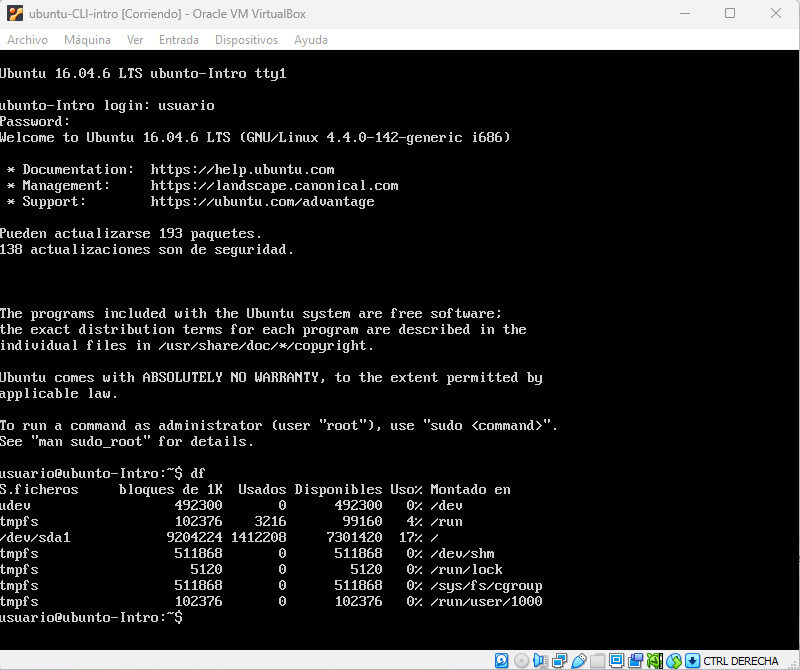 ubuntu-CLI-intro [Corriendo] - Oracle VM VirtualBox
Archivo Máquina Ver Entrada Dispositivos Ayuda
Ubuntu 16.04.6 LTS ubunto-Intro tty1
ubunto-Intro login: usuario
Password:
Welcome to Ubuntu 16.04.6 LTS (GNU/Linux 4.4.0-142-generic i686)
* Documentation:  https://help.ubuntu.com
* Management:     https://landscape.canonical.com
* Support:        https://ubuntu.com/advantage
Pueden actualizarse 193 paquetes.
138 actualizaciones son de seguridad.
The programs included with the Ubuntu system are free software;
the exact distribution terms for each program are described in the
individual files in /usr/share/doc/*/copyright.
Ubuntu comes with ABSOLUTELY NO WARRANTY, to the extent permitted by
applicable law.
To run a command as administrator (user "root"), use "sudo <command>".
See "man sudo_root" for details.
usuario@ubunto-Intro:~$ df
S.ficheros     bloques de 1K  Usados Disponibles Uso% Montado en
udev                  492300       0      492300   0% /dev
tmpfs                 102376    3216       99160   4% /run
/dev/sda1            9204224 1412208     7301420  17% /
tmpfs                 511868       0      511868   0% /dev/shm
tmpfs                   5120       0        5120   0% /run/lock
tmpfs                 511868       0      511868   0% /sys/fs/cgroup
tmpfs                 102376       0      102376   0% /run/user/1000
usuario@ubunto-Intro:~$
CTRL DERECHA